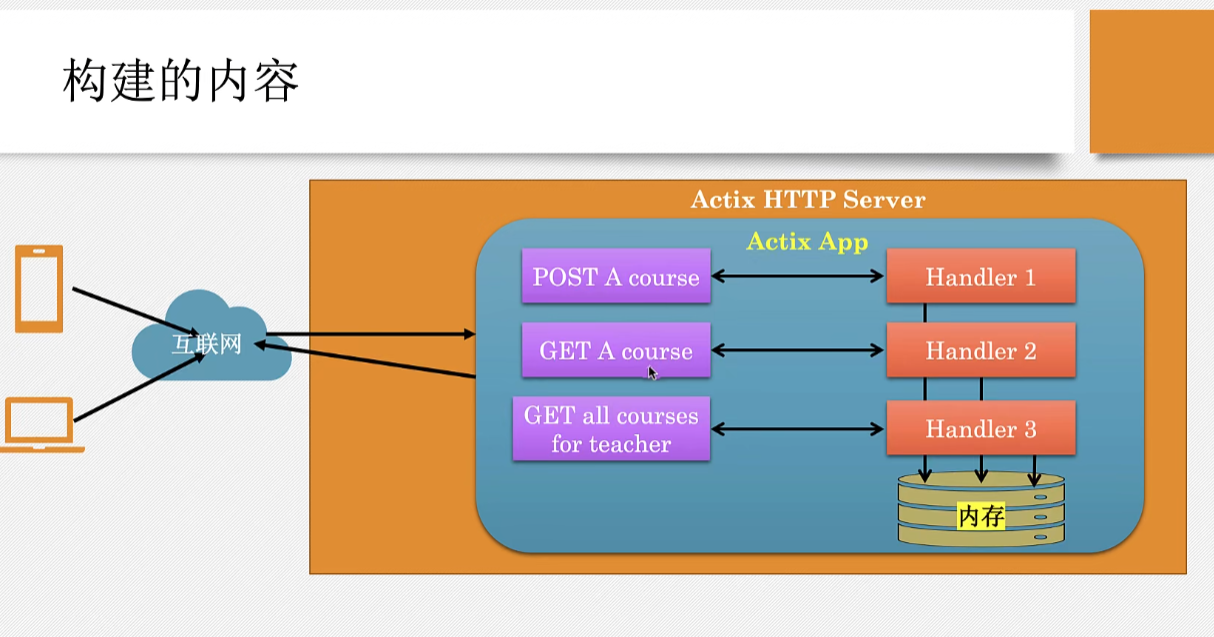 构建的内容
Actix HTTP Server
Actix App
POST A course
Handler 1
互联网
GET A course
Handler 2
GET all courses
for teacher
Handler 3
内存